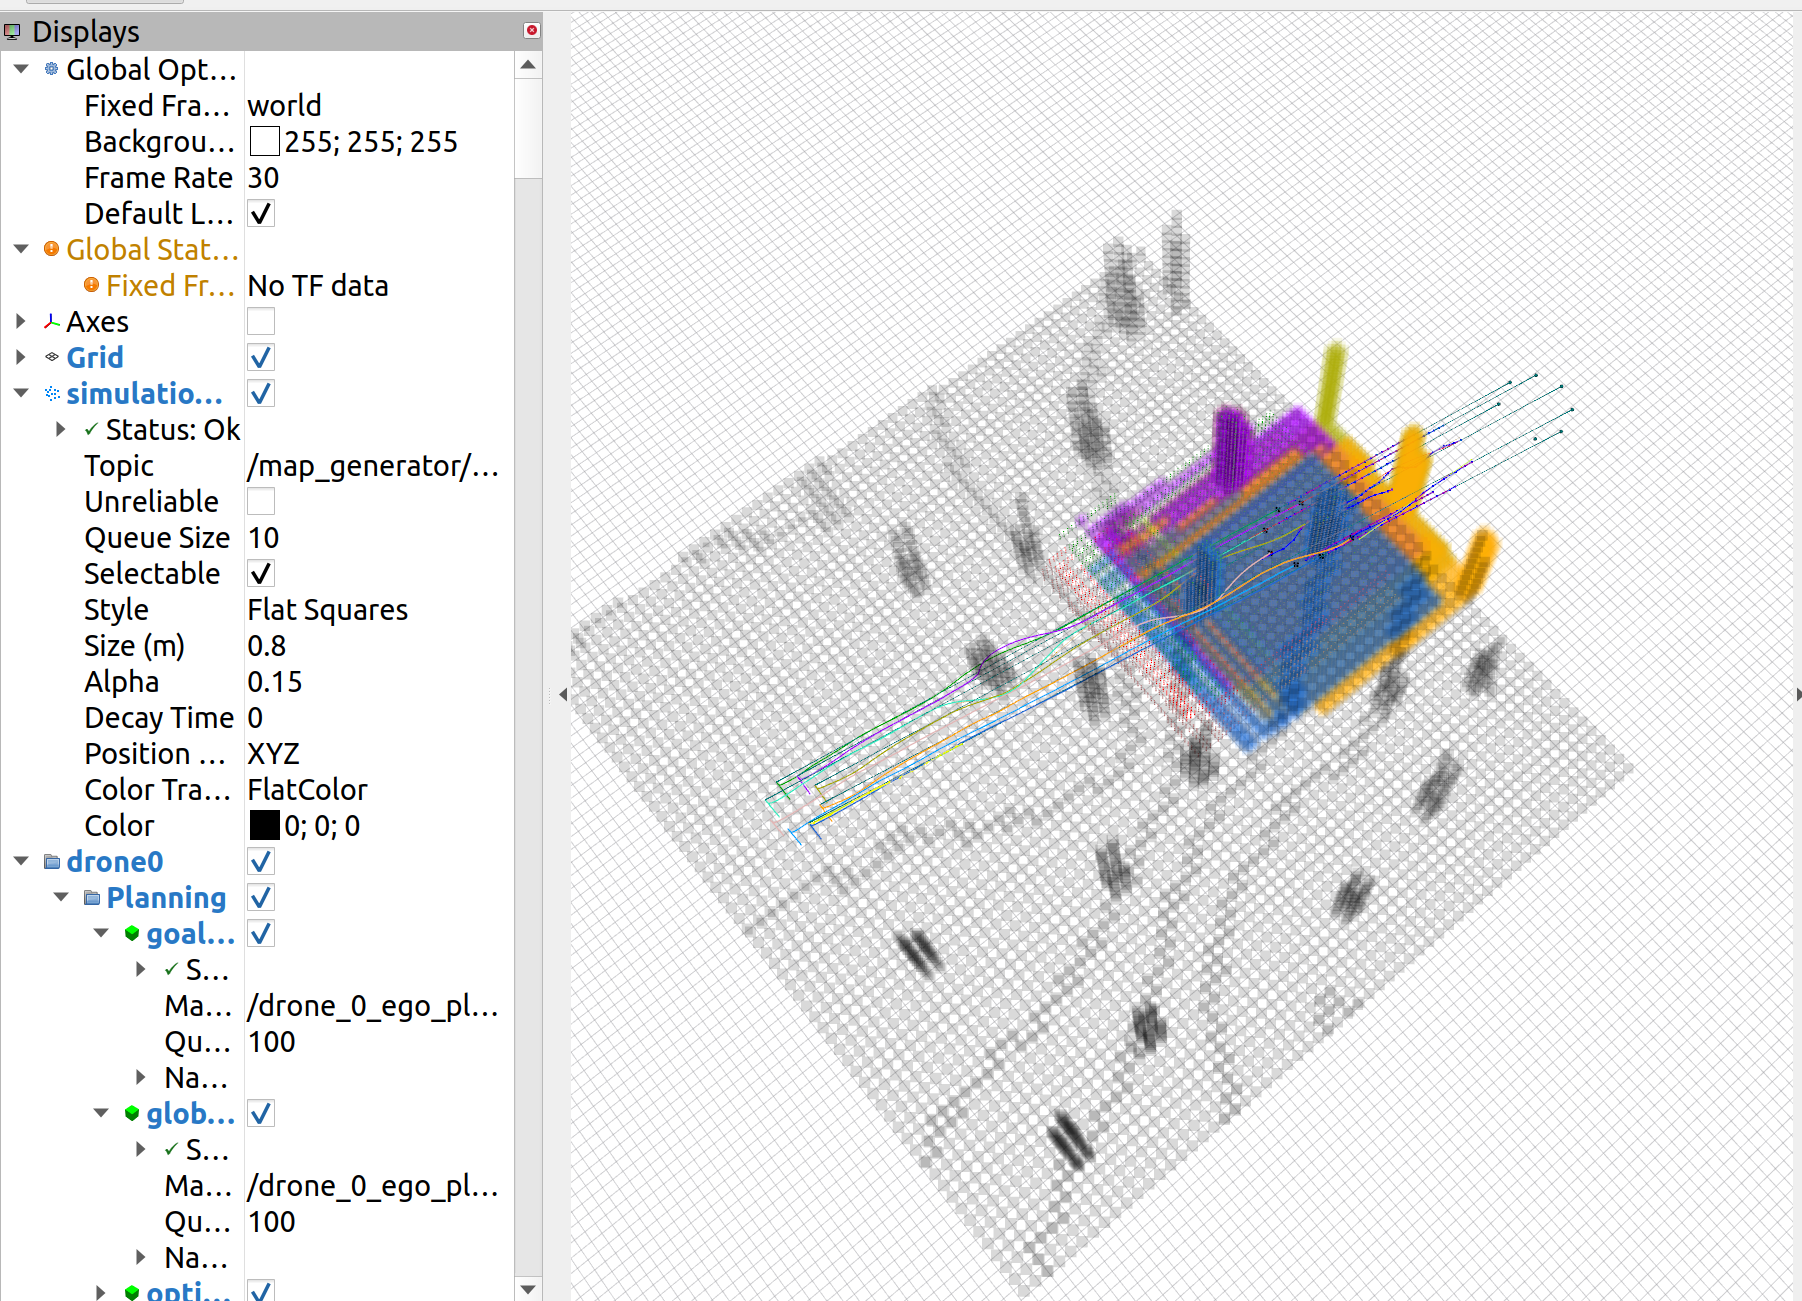 Displays
Global Opt...
Fixed Fra... world
Backgrou... 255; 255; 255
Frame Rate 30
Default L...
Global Stat...
Fixed Fr... No TF data
Axes
Grid
simulatio...
Status: Ok
Topic /map_generator/...
Unreliable
Queue Size 10
Selectable
Style Flat Squares
Size (m) 0.8
Alpha 0.15
Decay Time 0
Position ... XYZ
Color Tra... FlatColor
Color 0; 0; 0
drone0
Planning
goal...
S...
Ma... /drone_0_ego_pl...
Qu... 100
Na...
glob...
S...
Ma... /drone_0_ego_pl...
Qu... 100
Na...
opti...